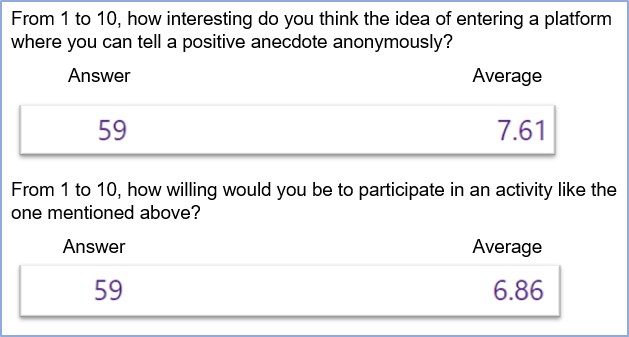 From 1 to 10, how interesting do you think the idea of entering a platform
where you can tell a positive anecdote anonymously?
Answer Average
59 7.61
From 1 to 10, how willing would you be to participate in an activity like the
one mentioned above?
Answer Average
59 6.86